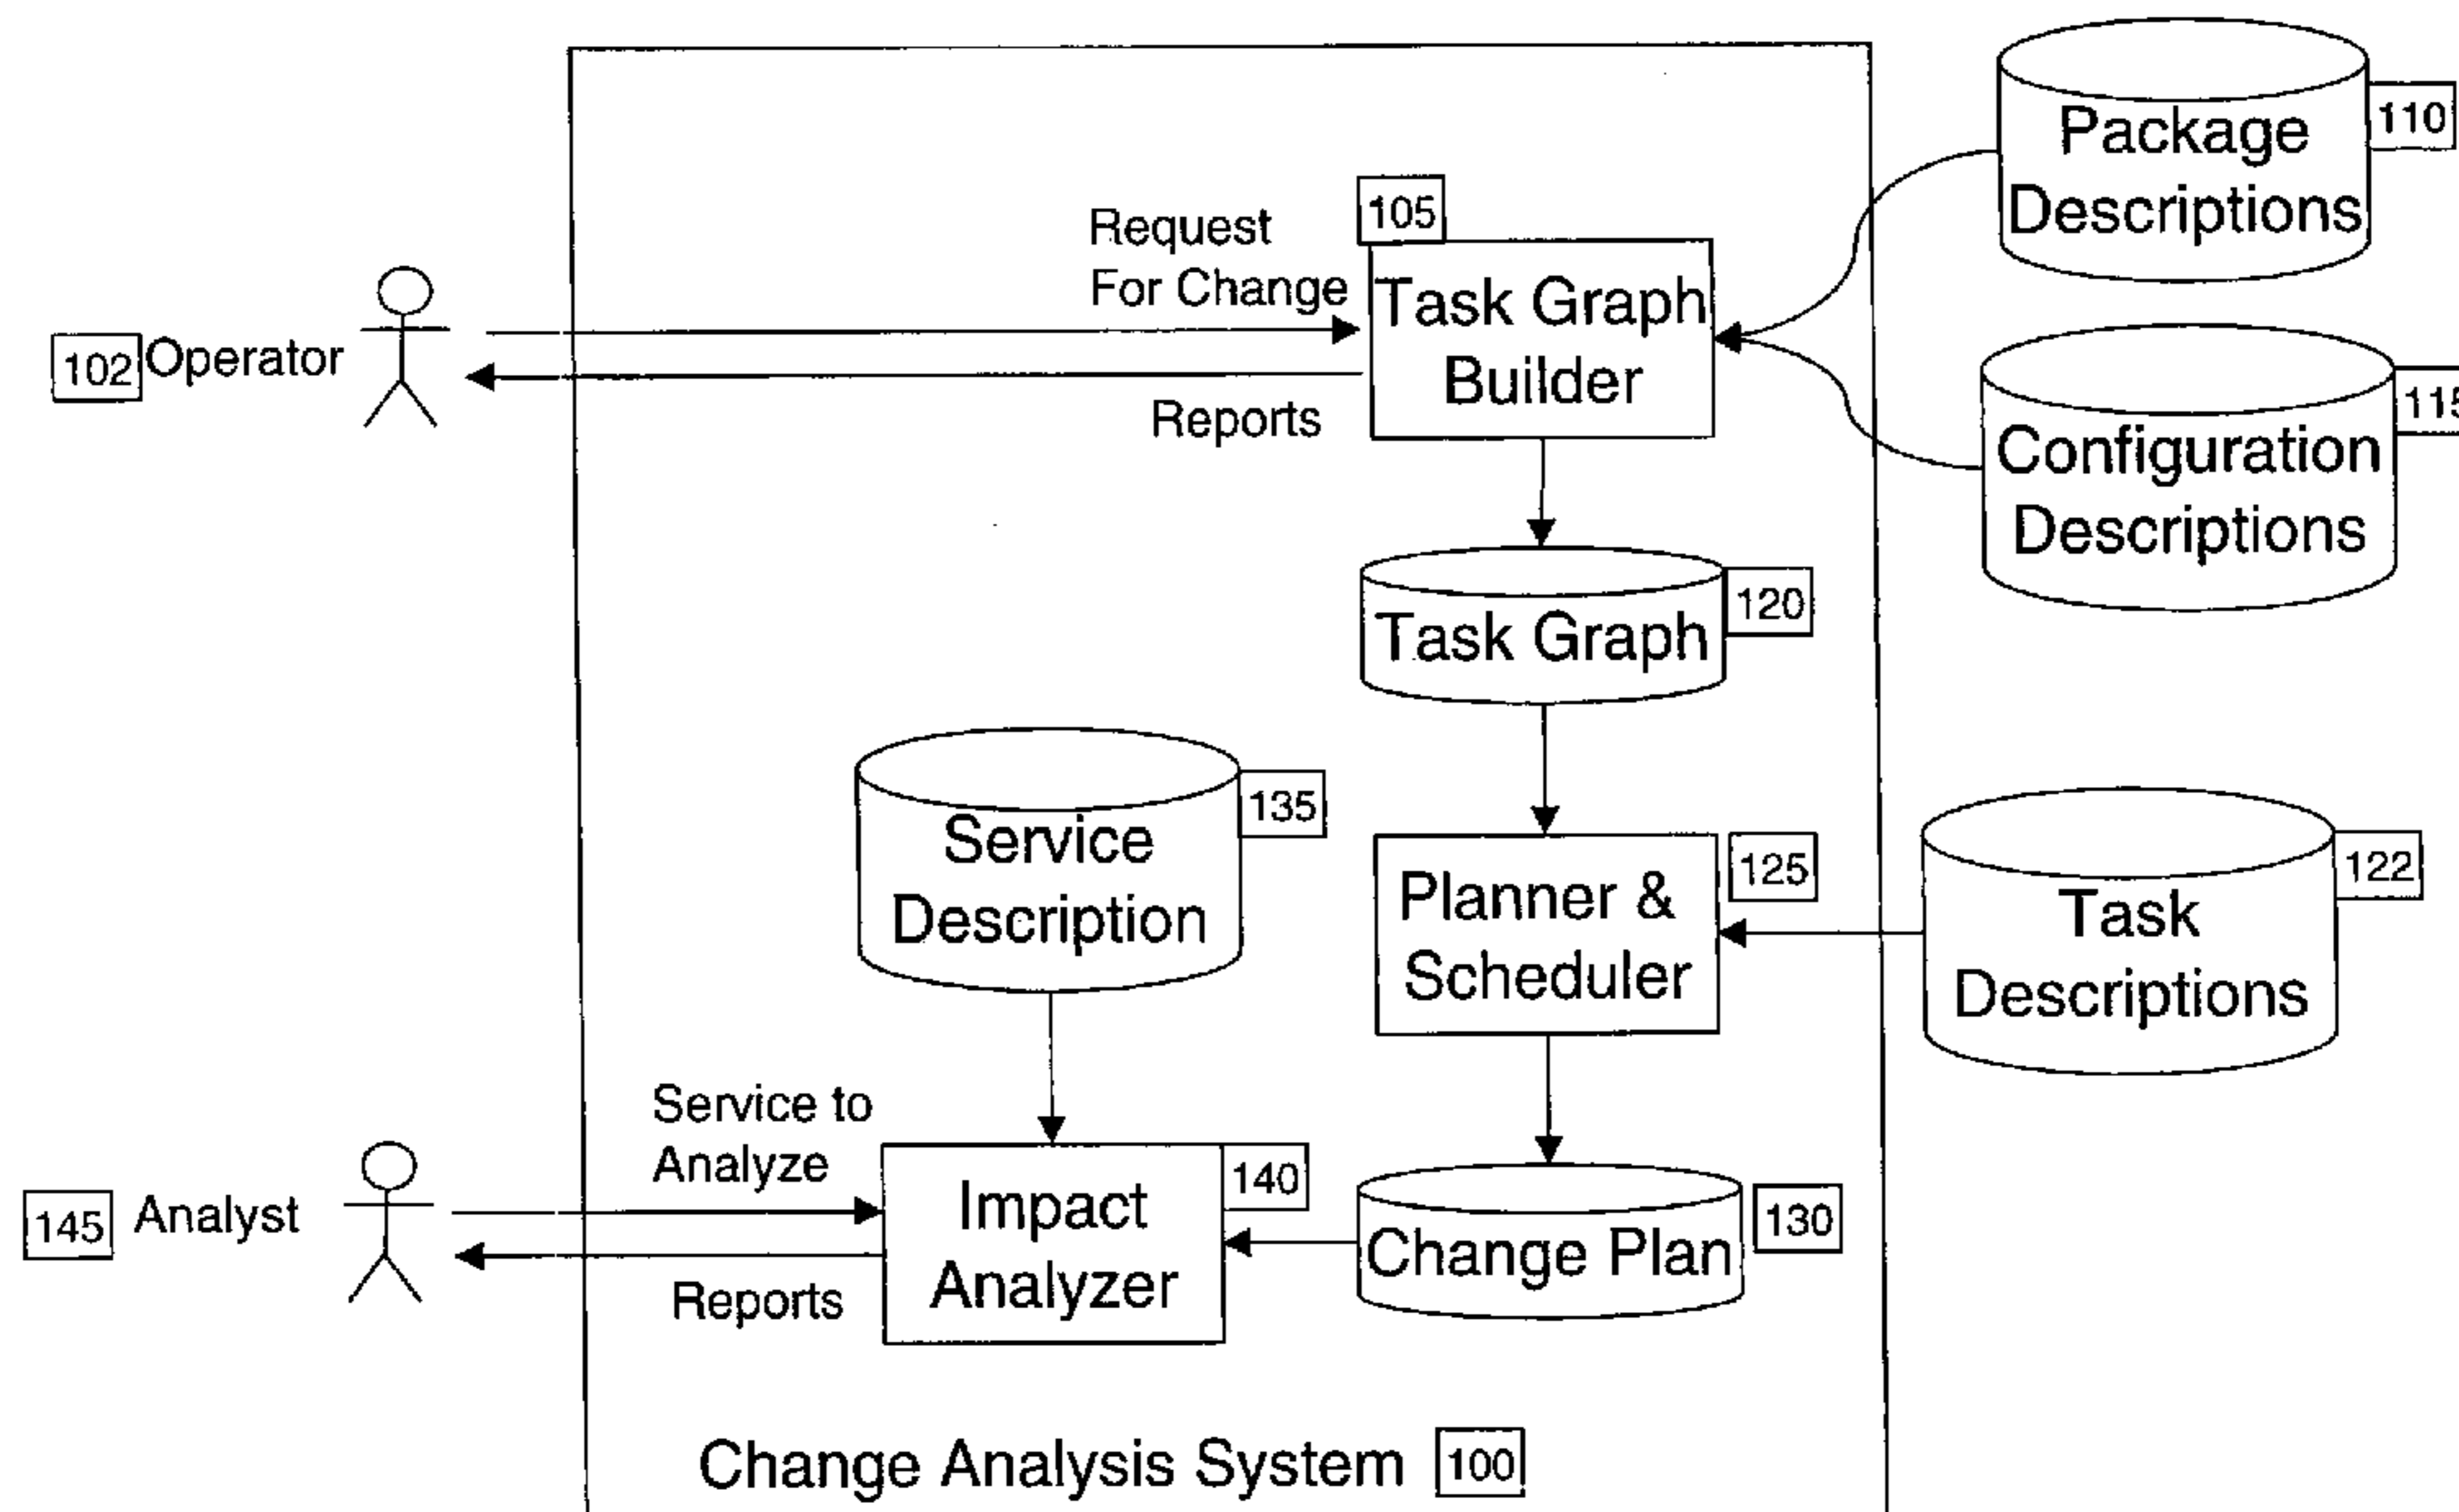 110
Package
Descriptions
105
Request
For Change
Task Graph
Builder
102
Operator
Reports
115
Configuration
Descriptions
120
Task Graph
135
Service
Description
125
Planner &
Scheduler
122
Task
Descriptions
Service to
Analyze
145
Analyst
Reports
140
Impact
Analyzer
130
Change Plan
Change Analysis System 100